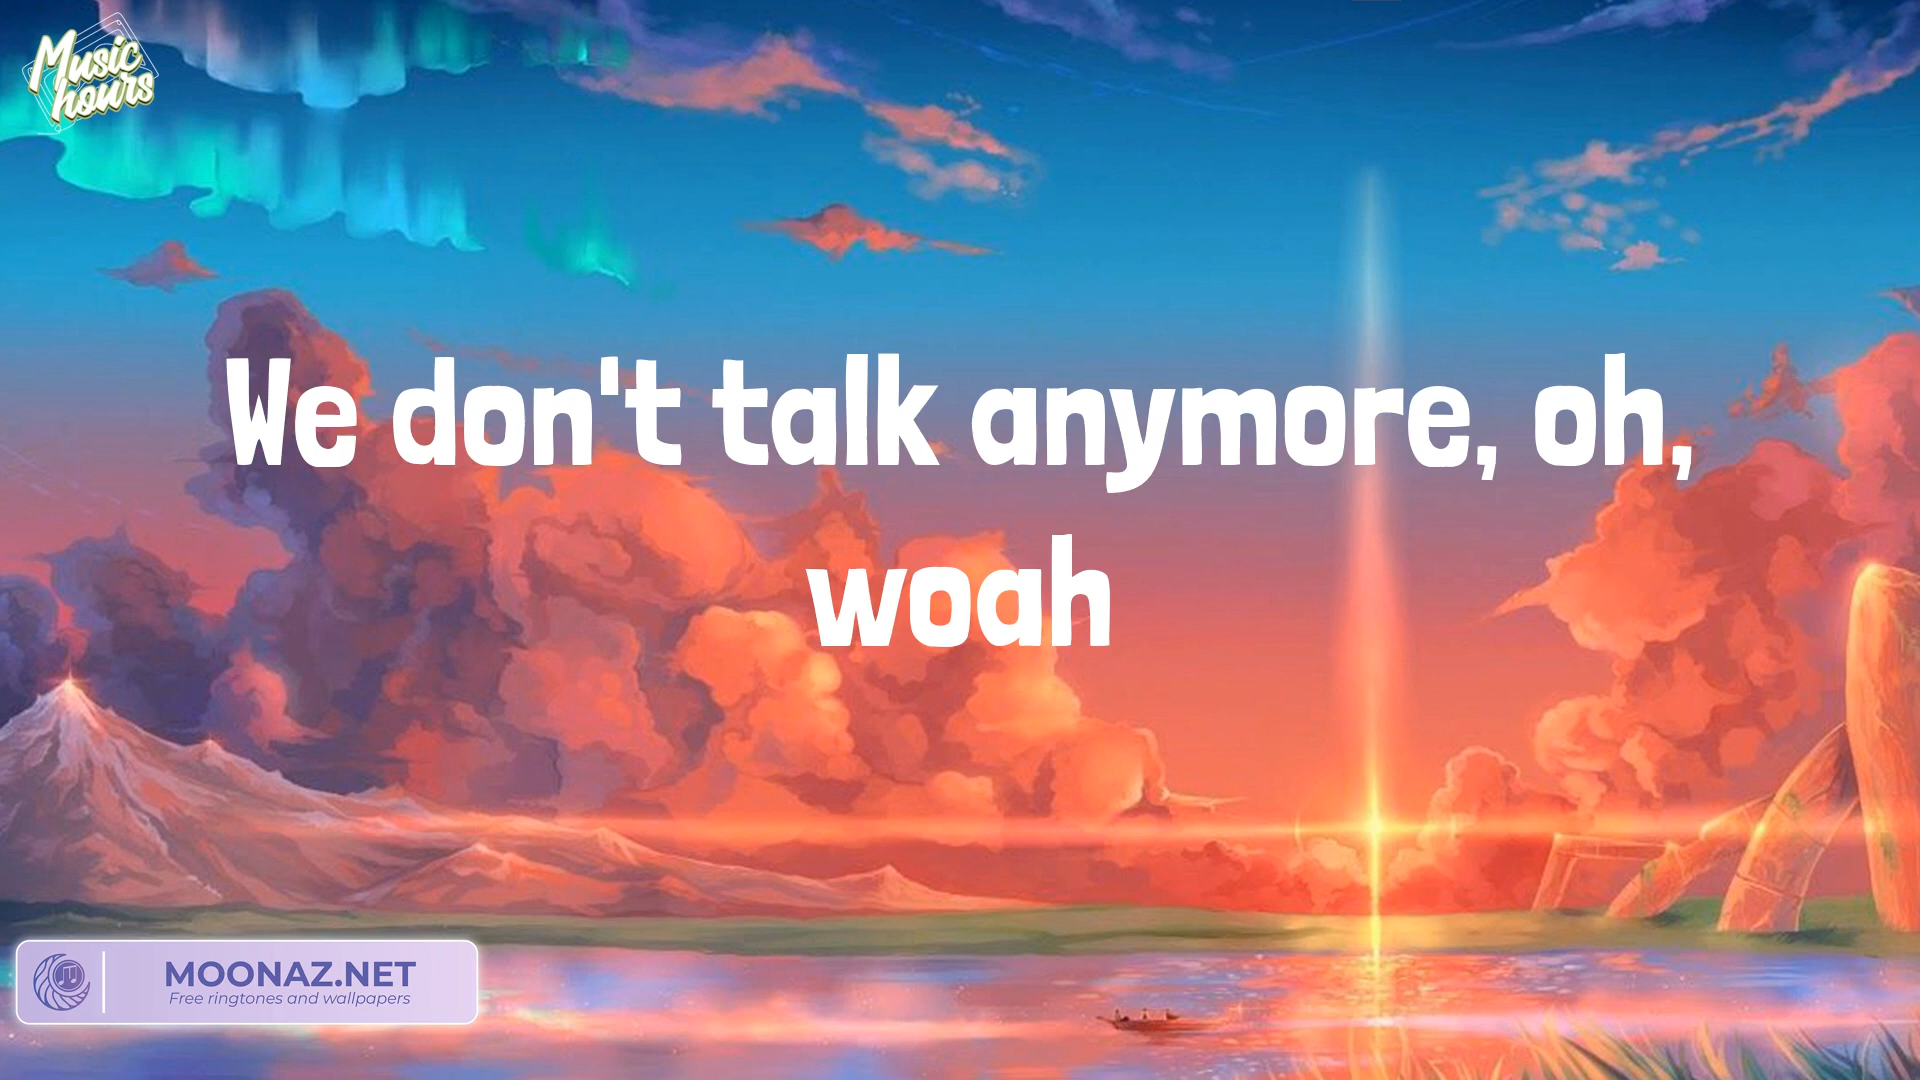 Music
hours
We don't talk anymore, oh,
woah
MOONAZ.NET
Free ringtones and wallpapers